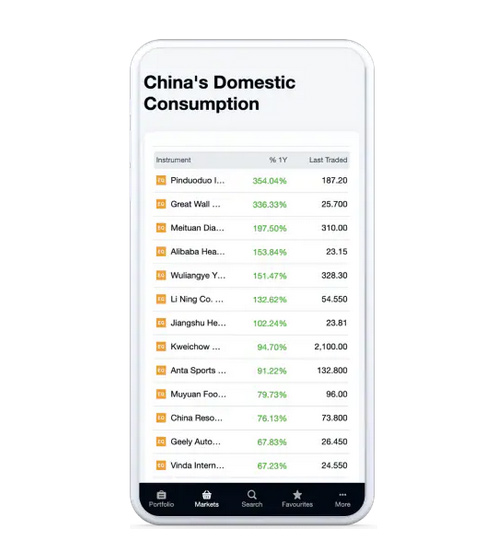 China's Domestic
Consumption
Instrument % 1Y Last Traded
EQ Pinduoduo I... 354.04% 187.20
EQ Great Wall ... 336.33% 25.700
EQ Meituan Dia... 197.50% 310.00
EQ Alibaba Hea... 153.84% 23.15
EQ Wuliangye Y... 151.47% 328.30
EQ Li Ning Co. ... 132.62% 54.550
EQ Jiangshu He... 102.24% 23.81
EQ Kweichow ... 94.70% 2,100.00
EQ Anta Sports ... 91.22% 132.800
EQ Muyuan Foo... 79.73% 96.00
EQ China Reso... 76.13% 73.800
EQ Geely Auto... 67.83% 26.450
EQ Vinda Intern... 67.23% 24.550
Portfolio Markets Search Favourites More